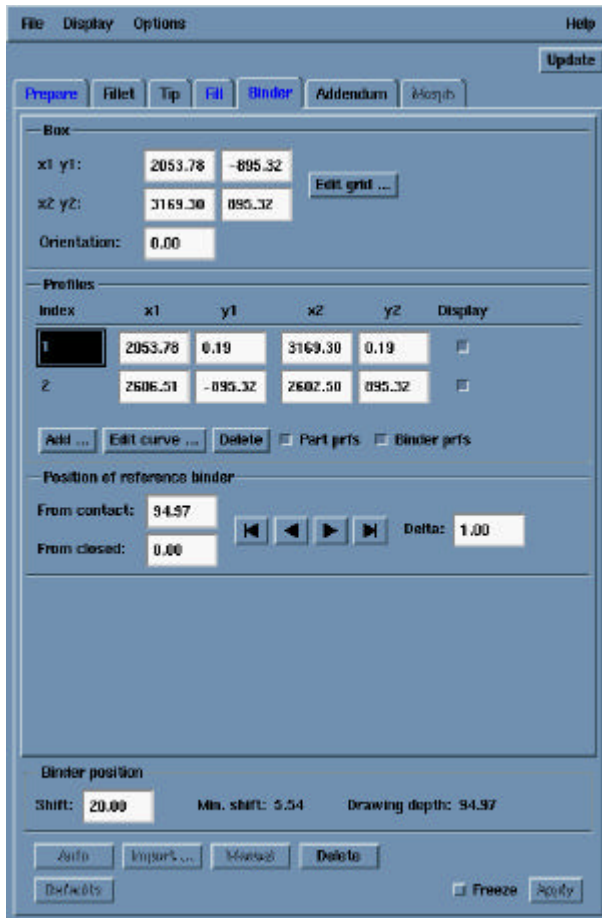 File Display Options Help
Update
Prepare Fillet Tip Fill Binder Addendum Morph
Box
x1 y1: 2053.78 -895.32
Edit grid ...
x2 y2: 3169.30 895.32
Orientation: 0.00
Profiles
Index x1 y1 x2 y2 Display
1 2053.78 0.19 3169.30 0.19
2 2606.51 -895.32 2602.50 895.32
Add ... Edit curve ... Delete Part prfs Binder prfs
Position of reference binder
From contact: 94.97
Delta: 1.00
From closed: 0.00
Binder position
Shift: 20.00 Min. shift: 5.54 Drawing depth: 94.97
Auto Import ... Manual Delete
Defaults Freeze Apply